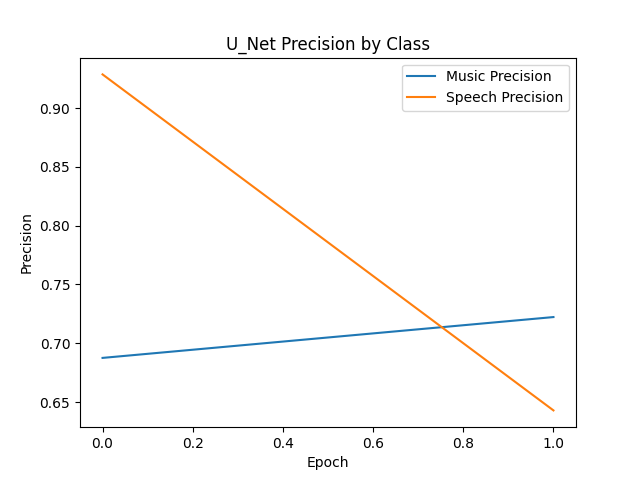 U_Net Precision by Class
Music Precision
Speech Precision
Precision
0.90
0.85
0.80
0.75
0.70
0.65
0.0 0.2 0.4 0.6 0.8 1.0
Epoch